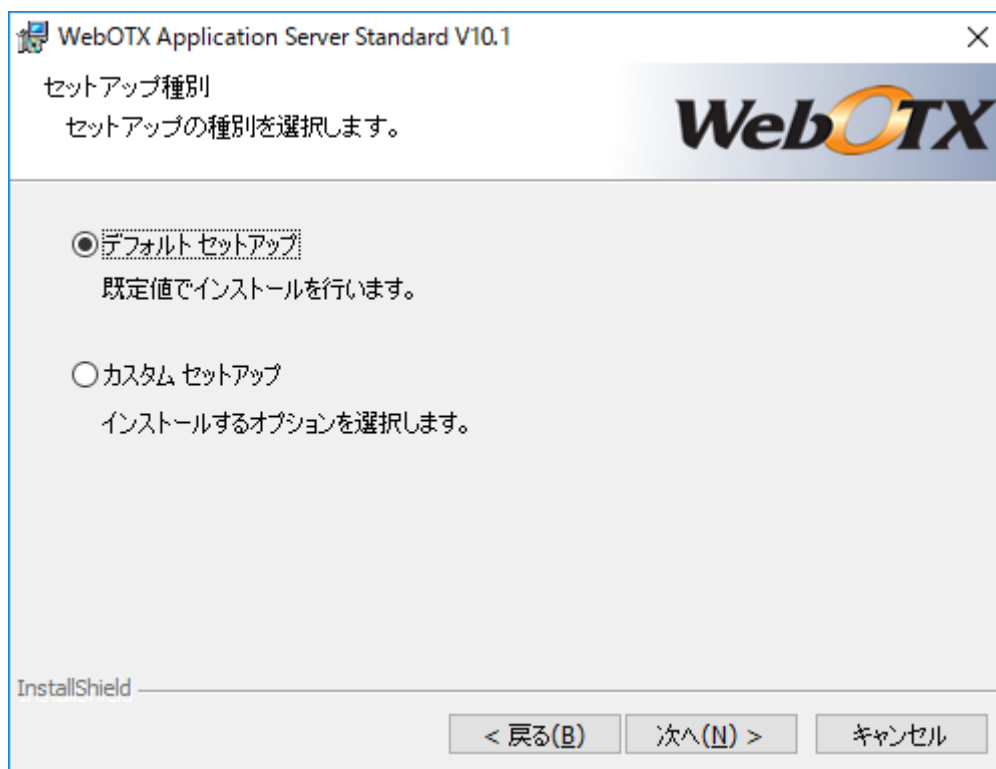 WebOTX Application Server Standard V10.1
セットアップ種別
セットアップの種別を選択します。
WebOTX
デフォルト セットアップ
既定値でインストールを行います。
カスタム セットアップ
インストールするオプションを選択します。
InstallShield
< 戻る(B)
次へ(N) >
キャンセル